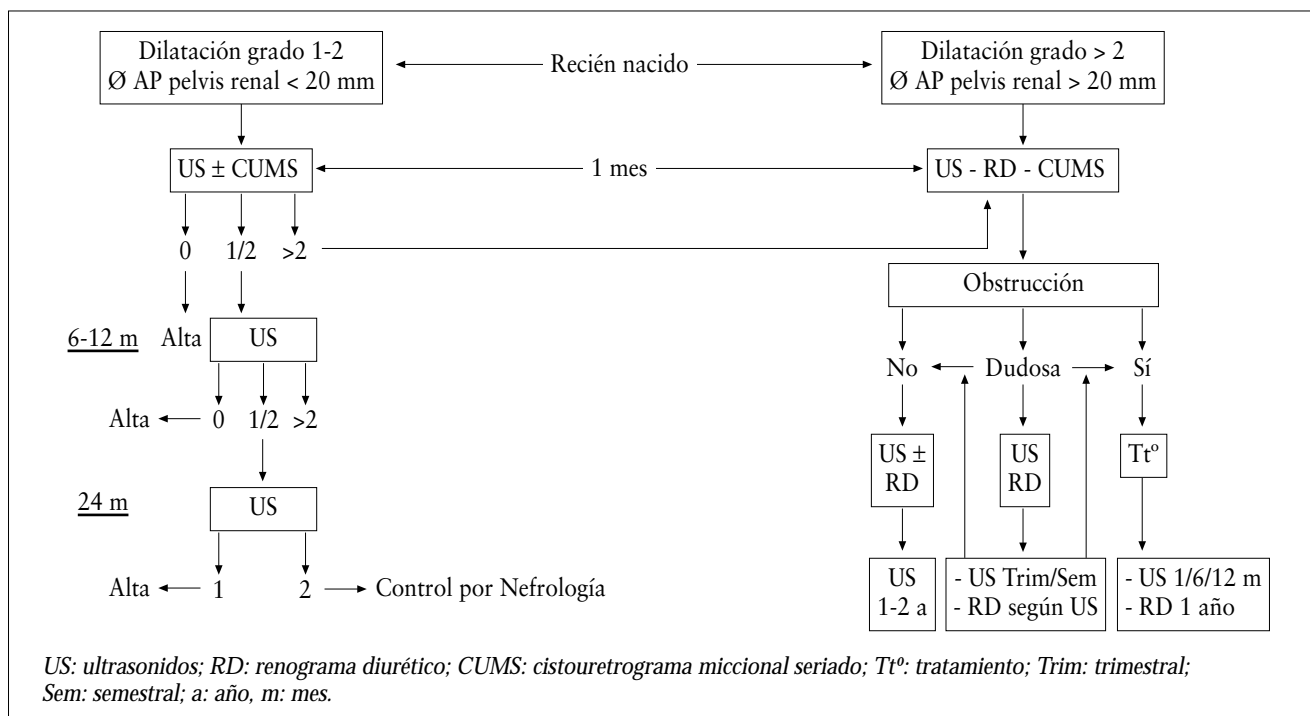 Dilatación grado 1-2
Ø AP pelvis renal < 20 mm
Recién nacido
Dilatación grado > 2
Ø AP pelvis renal > 20 mm
US ± CUMS
1 mes
US - RD - CUMS
0 1/2 >2
Obstrucción
6-12 m Alta US
No Dudosa Sí
Alta 0 1/2 >2
US ±
RD
US
RD
Ttº
24 m US
Alta 1 2 Control por Nefrología
US
1-2 a
- US Trim/Sem
- RD según US
- US 1/6/12 m
- RD 1 año
US: ultrasonidos; RD: renograma diurético; CUMS: cistouretrograma miccional seriado; Ttº: tratamiento; Trim: trimestral;
Sem: semestral; a: año, m: mes.